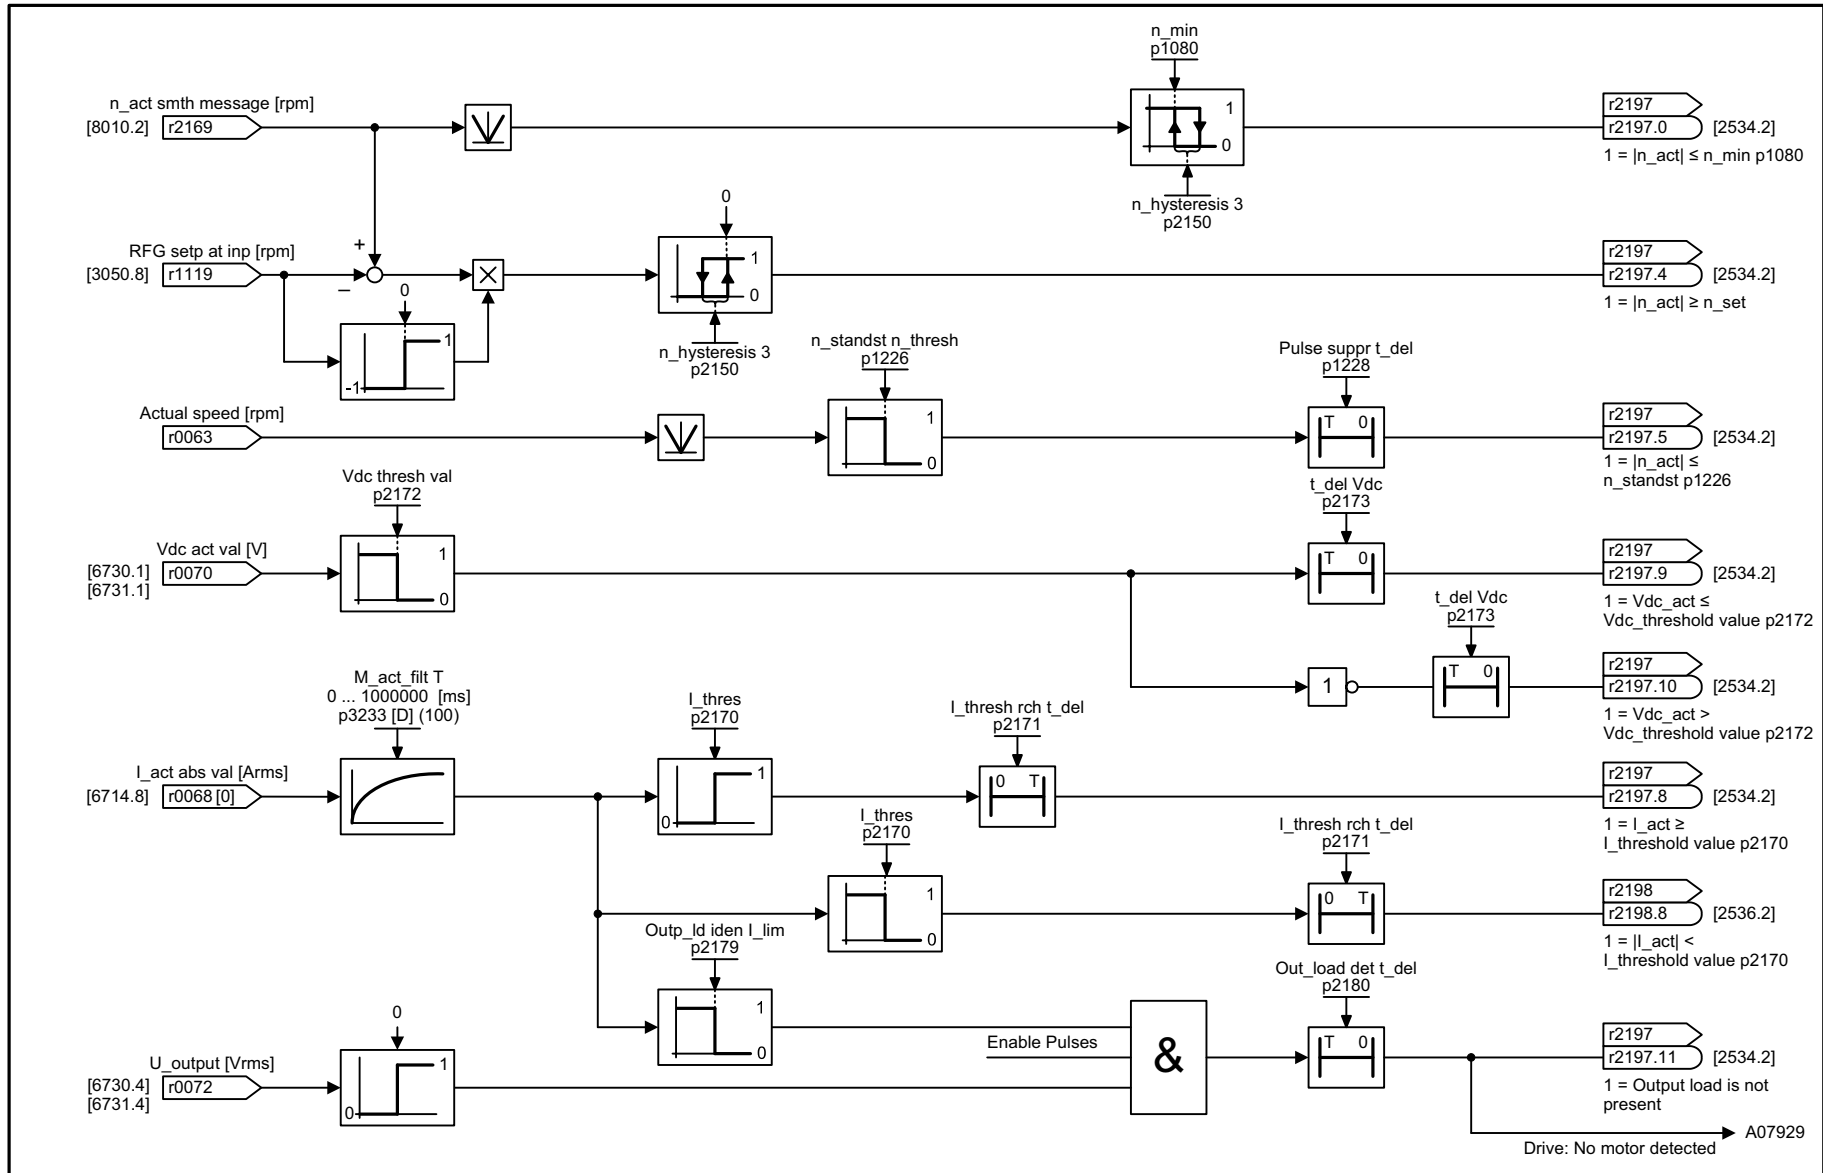 n_min
p1080
n_act smth message [rpm]
[8010.2] r2169
1
0
r2197
r2197.0 [2534.2]
1 = |n_act| ≤ n_min p1080
n_hysteresis 3
p2150
0
RFG setp at inp [rpm]
[3050.8] r1119
+
–
0
1
-1
1
0
n_hysteresis 3
p2150
r2197
r2197.4 [2534.2]
1 = |n_act| ≥ n_set
n_standst n_thresh
p1226
Pulse suppr t_del
p1228
Actual speed [rpm]
r0063
1
0
T 0
r2197
r2197.5 [2534.2]
1 = |n_act| ≤
n_standst p1226
Vdc thresh val
p2172
t_del Vdc
p2173
Vdc act val [V]
[6730.1] r0070
[6731.1]
1
0
T 0
r2197
r2197.9 [2534.2]
1 = Vdc_act ≤
Vdc_threshold value p2172
t_del Vdc
p2173
1
T 0
r2197
r2197.10 [2534.2]
1 = Vdc_act >
Vdc_threshold value p2172
M_act_filt T
0 ... 1000000 [ms]
p3233 [D] (100)
I_thres
p2170
I_thresh rch t_del
p2171
I_act abs val [Arms]
[6714.8] r0068 [0]
1
0
0 T
r2197
r2197.8 [2534.2]
1 = I_act ≥
I_threshold value p2170
I_thres
p2170
I_thresh rch t_del
p2171
1
0
0 T
r2198
r2198.8 [2536.2]
1 = |I_act| <
I_threshold value p2170
Outp_ld iden I_lim
p2179
Out_load det t_del
p2180
1
0
Enable Pulses
&
T 0
r2197
r2197.11 [2534.2]
1 = Output load is not
present
0
U_output [Vrms]
[6730.4] r0072
[6731.4]
1
0
A07929
Drive: No motor detected